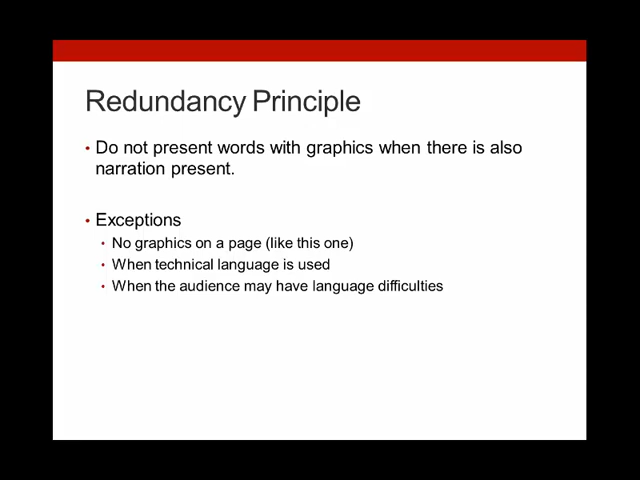 Redundancy Principle
• Do not present words with graphics when there is also
narration present.
• Exceptions
• No graphics on a page (like this one)
• When technical language is used
• When the audience may have language difficulties